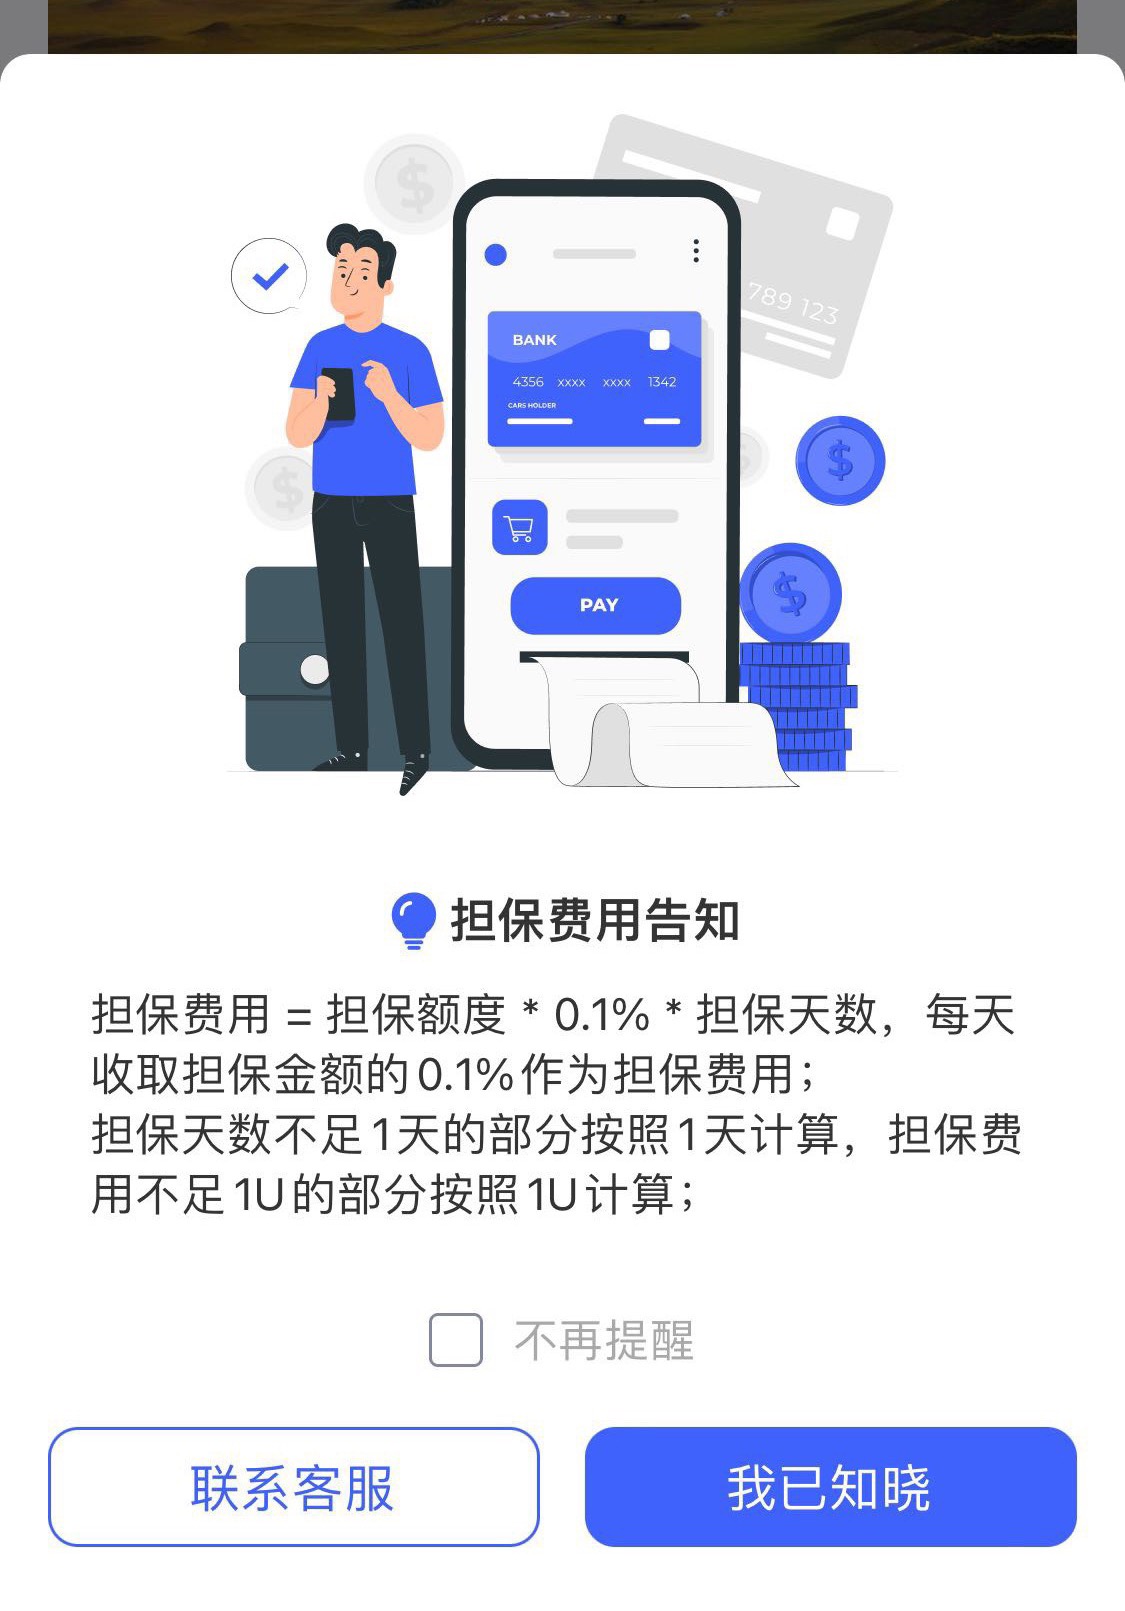 789 123
BANK
4356 xxxx xxxx 1342
CARS HOLDER
PAY
担保费用告知
担保费用 = 担保额度 * 0.1% * 担保天数，每天
收取担保金额的0.1%作为担保费用；
担保天数不足1天的部分按照1天计算，担保费
用不足1U的部分按照1U计算；
不再提醒
联系客服
我已知晓